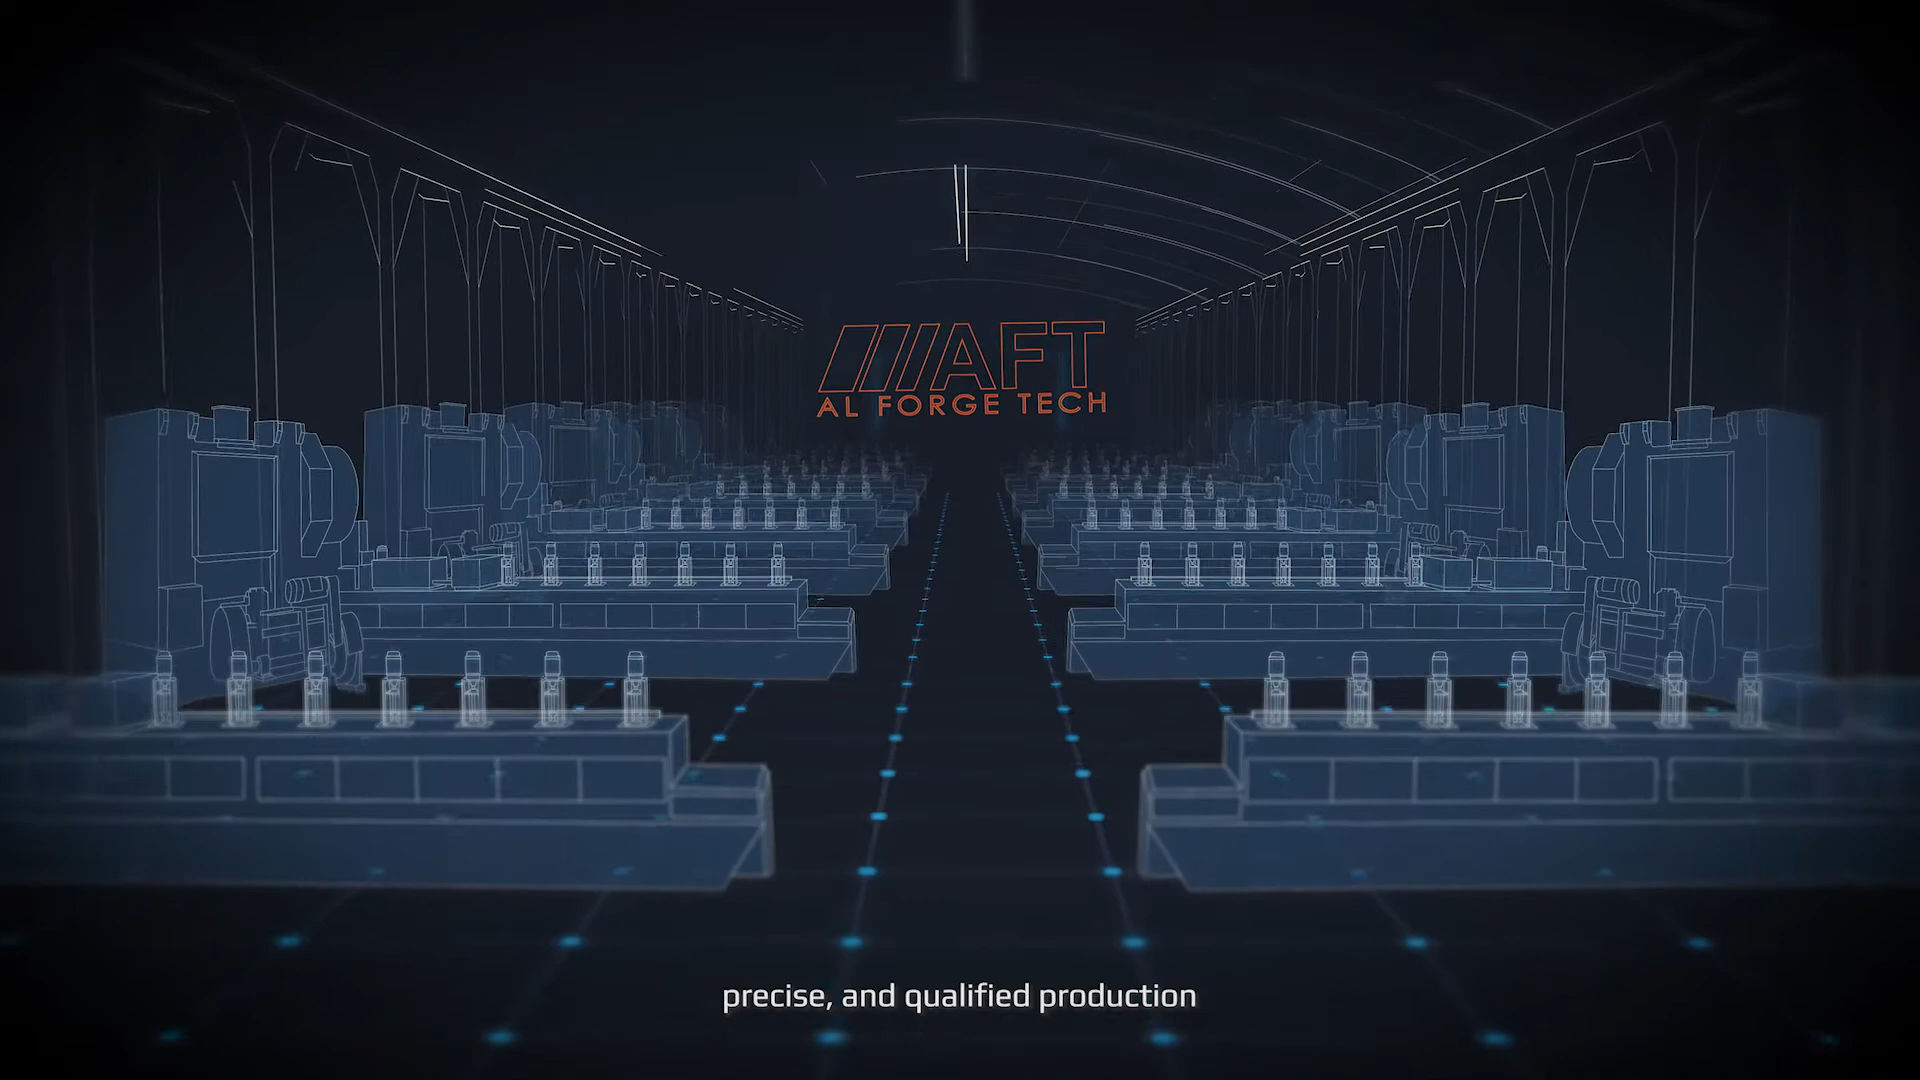 AFT
AL FORGE TECH
precise, and qualified production